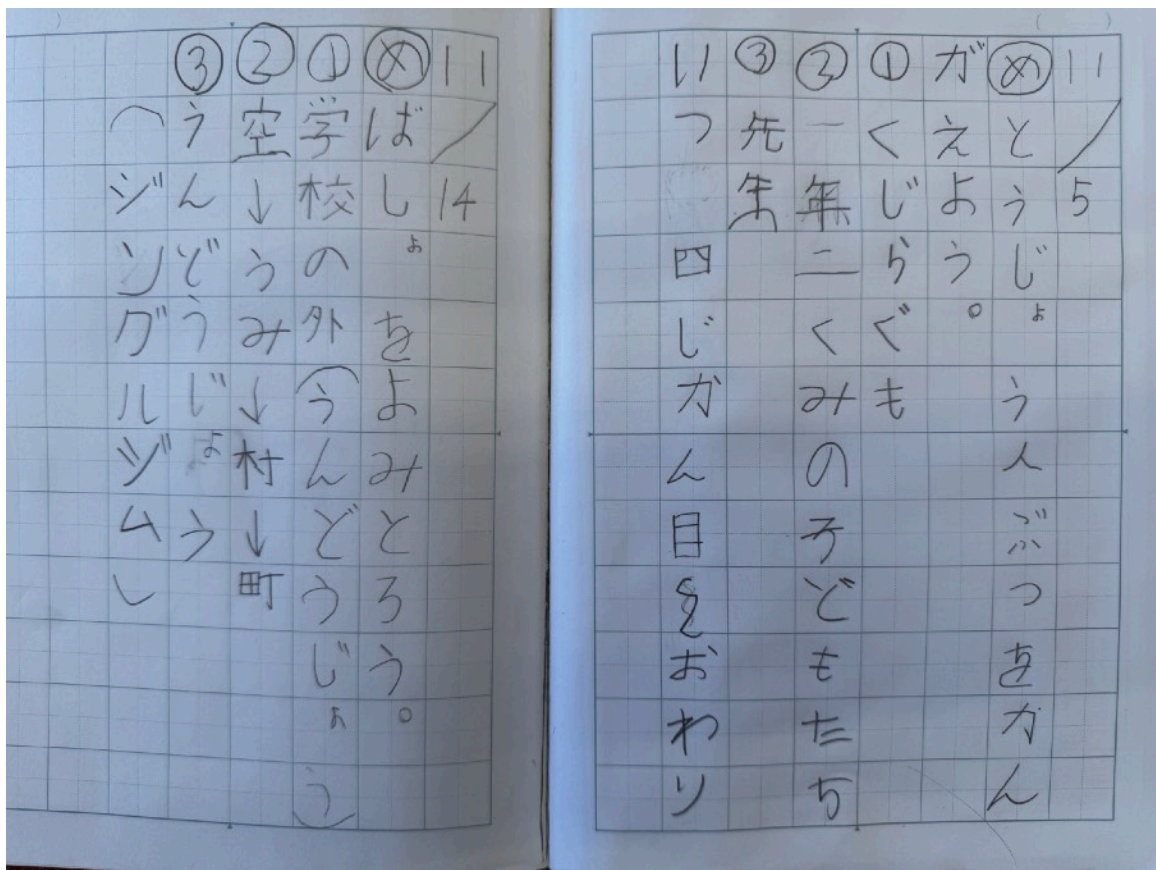 11/5
めとうじょう人ぶつをかん
がえよう。
①くじらぐも
②一年二くみの子どもたち
③先生
いつ四じかん目をおわり
11/14
めばしょをよみとろう。
①学校の外(うんどうじょう)
②空→うみ→村→町
③うんどうじょう
(ジングルジム し